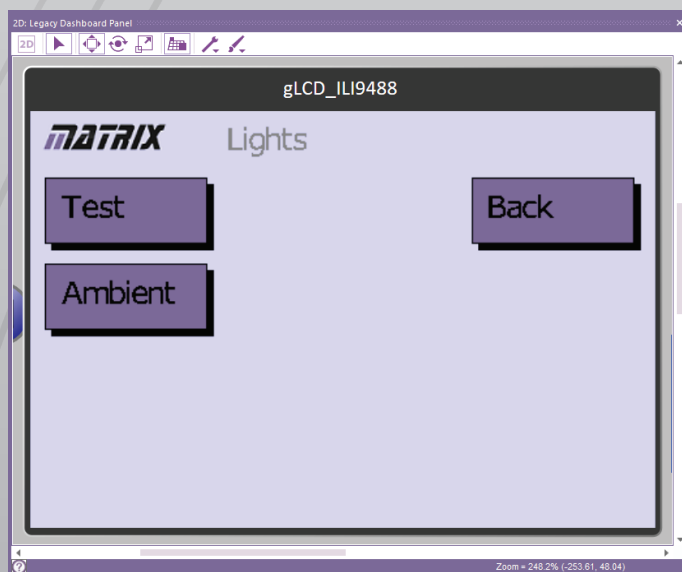 2D: Legacy Dashboard Panel
2D
gLCD_ILI9488
MATRIX Lights
Test Back
Ambient
Zoom = 248.2% (-253.61, 48.04)